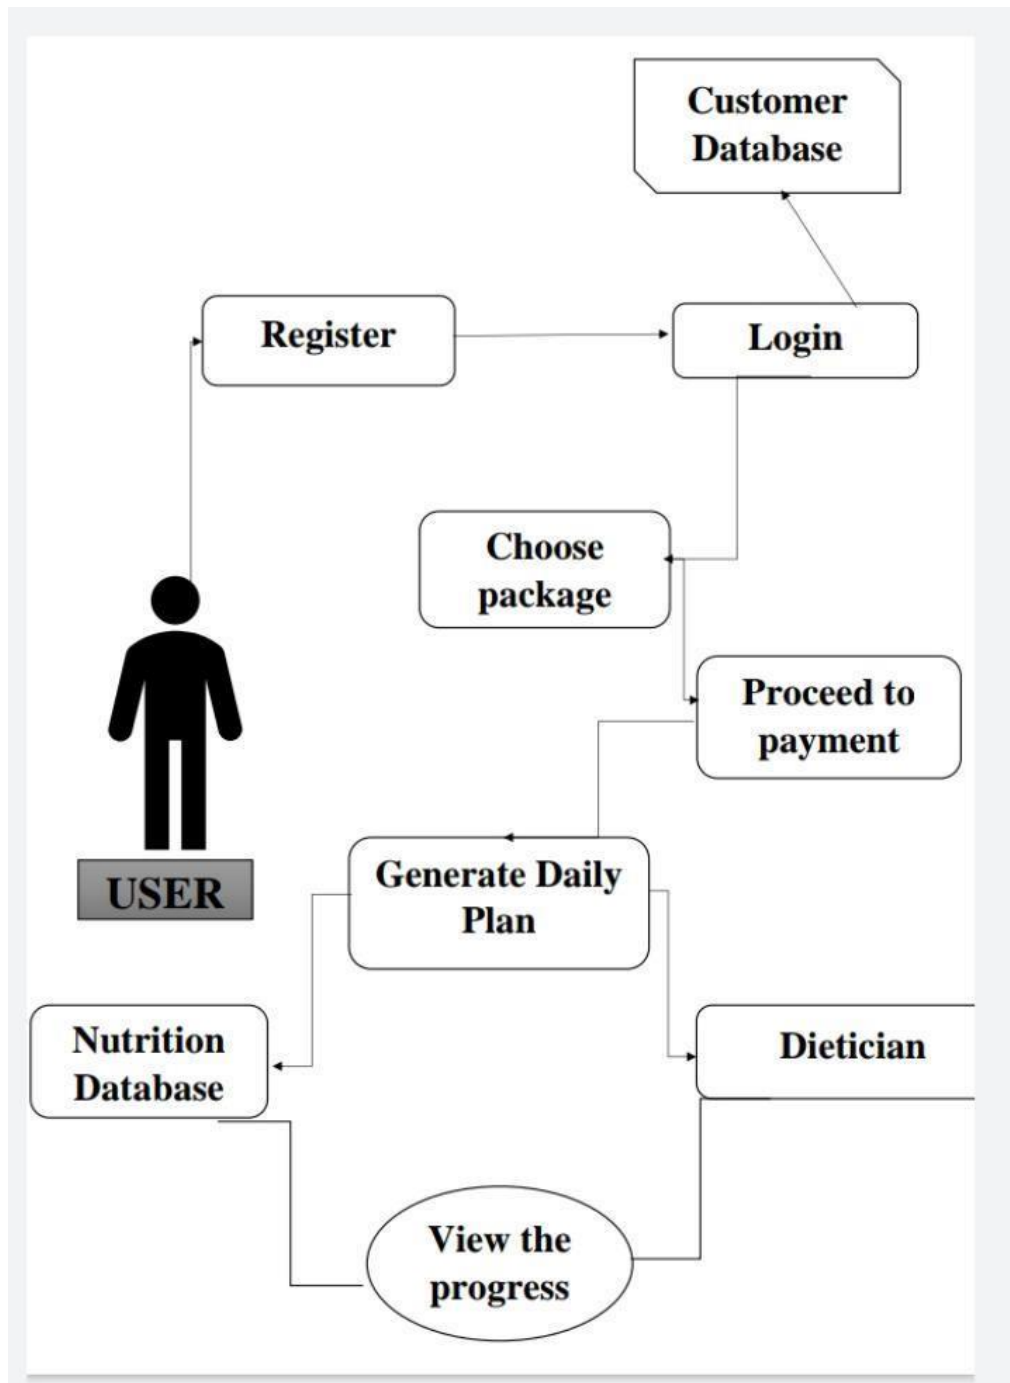 Customer
Database
Register
Login
Choose
package
Proceed to
payment
Generate Daily
Plan
USER
Nutrition
Database
Dietician
View the
progress